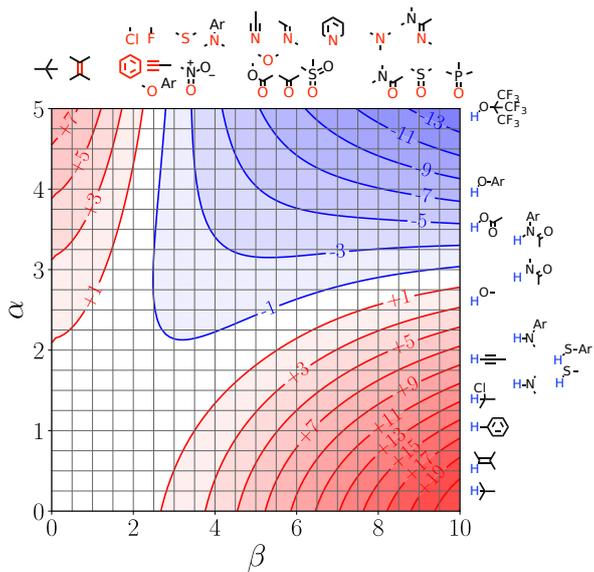 Cl F S Ar N N N N N N N
O Ar N + O − O O O O O S O O N O S O P O
5 +7 -13 H O CF3 CF3 CF3
-11
+5 -9
4 -7 H O-Ar
+3 -5 H O O Ar H N O
-3
3 H N O
+1 +1 H O
-1
α
2 +5 H-N Ar
+3 H H S-Ar
+9 Cl H-N S H
H
1 +7 +11 H
+13
+15
+17 H
+19 H
0
0 2 4 6 8 10
β